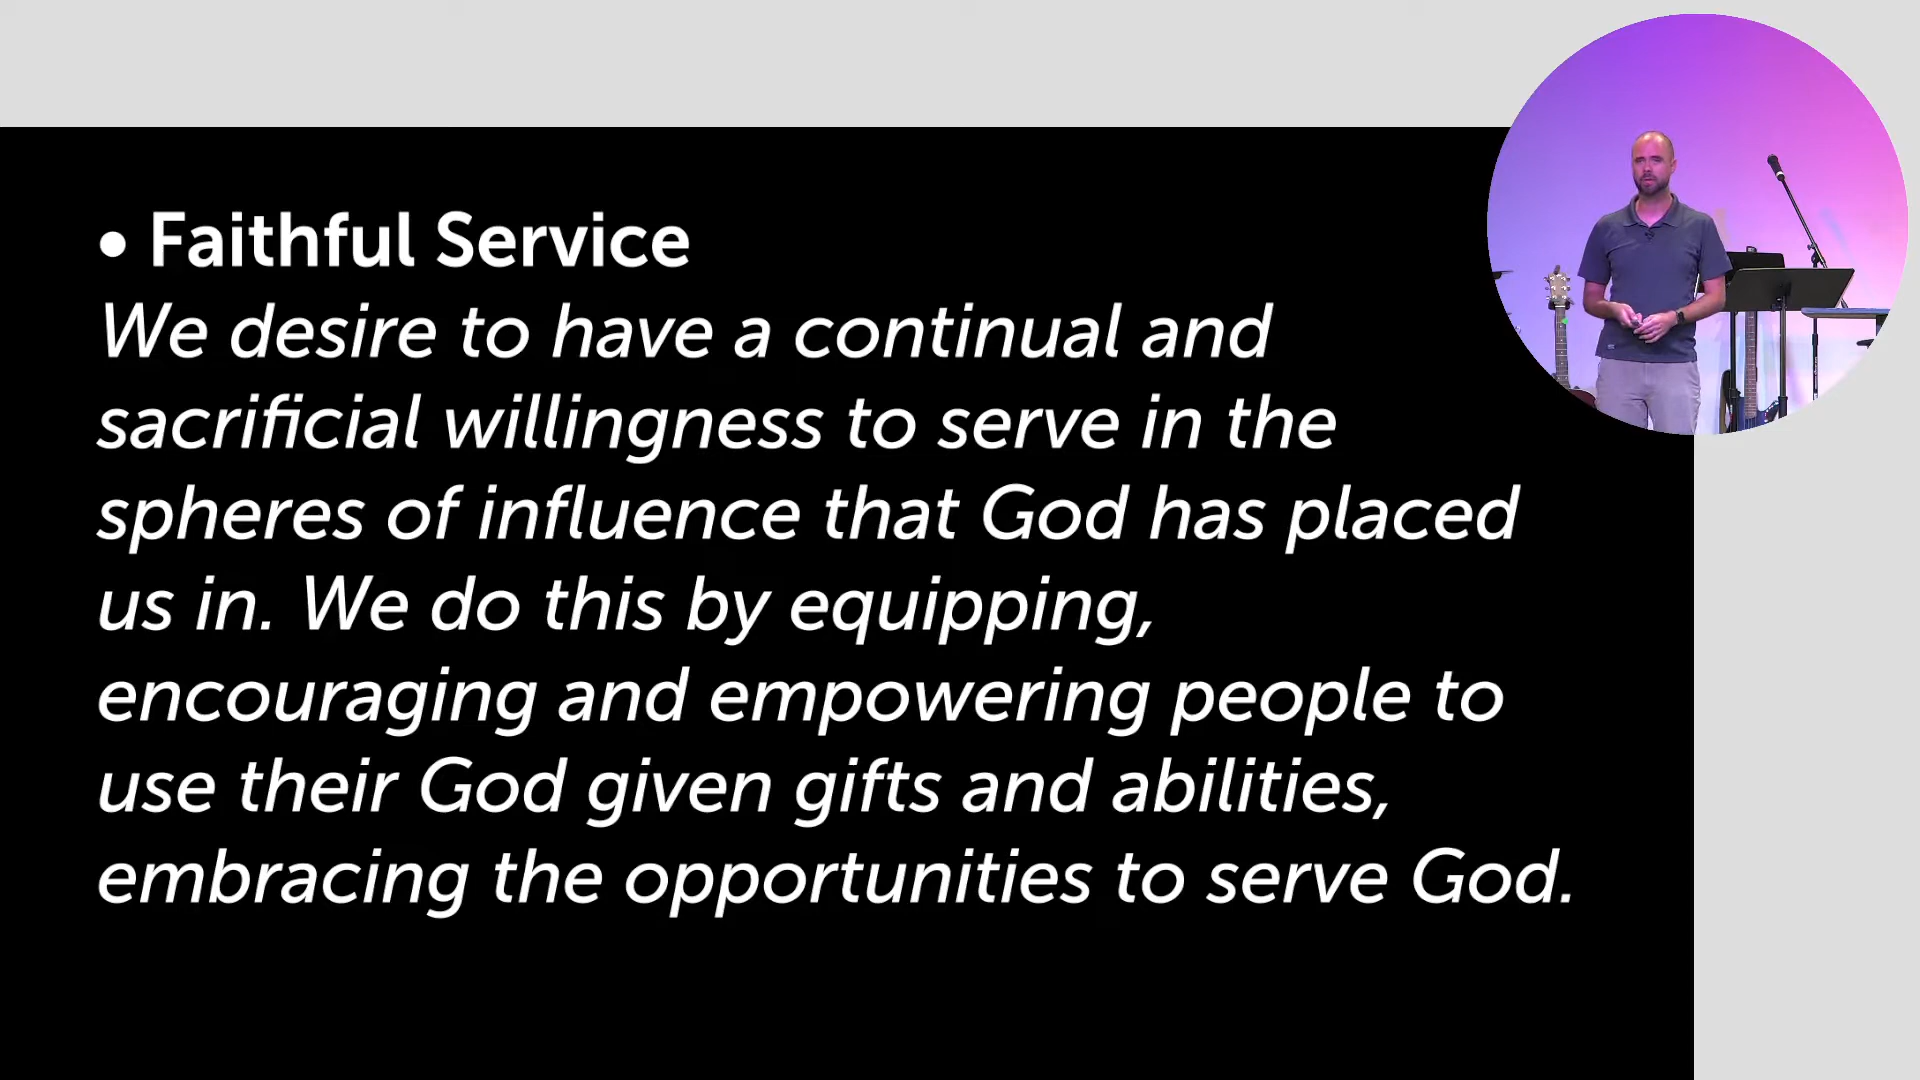 • Faithful Service
We desire to have a continual and
sacrificial willingness to serve in the
spheres of influence that God has placed
us in. We do this by equipping,
encouraging and empowering people to
use their God given gifts and abilities,
embracing the opportunities to serve God.